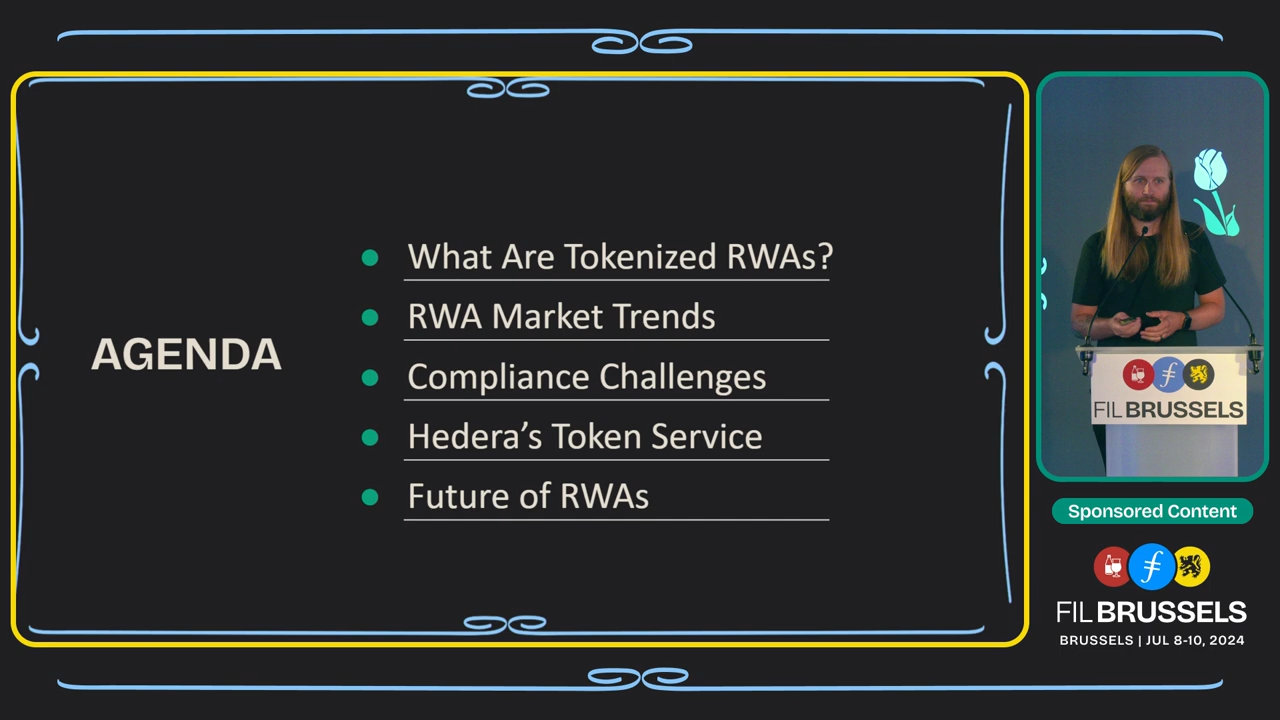 AGENDA
What Are Tokenized RWAs?
RWA Market Trends
Compliance Challenges
Hedera’s Token Service
Future of RWAs
FIL BRUSSELS
Sponsored Content
FIL BRUSSELS
BRUSSELS | JUL 8-10, 2024